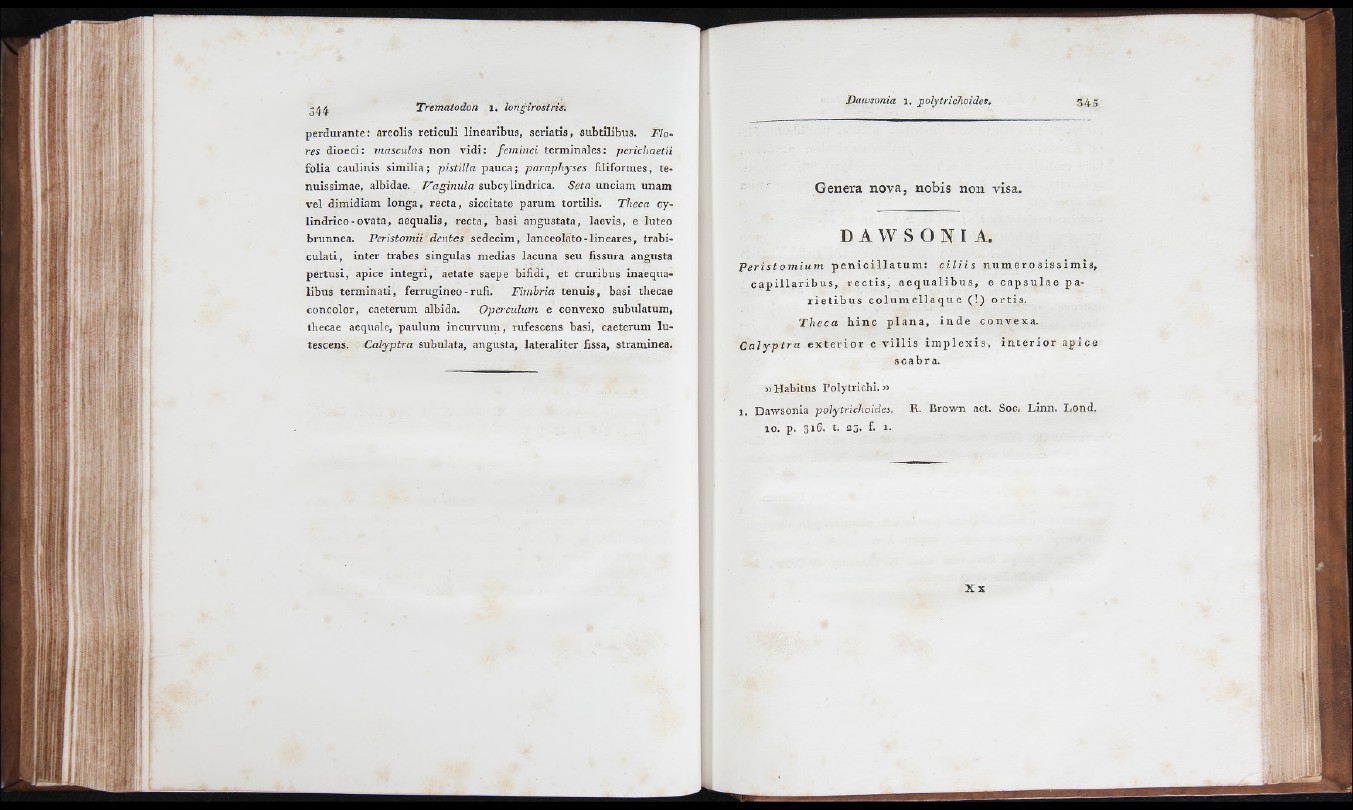 344 Trematodon 1. longirostris.
perdurante: areolis reticuli linearibus, seriatis, subtilibus. Flo-
res dioeci: masculos non vidi: feminei terminales: perichaetii
folia caulinis similia; pistilla pauca; paraphyses filiformes, te-
nuissimae, albidae. Vaginula subcylindrica. Seta unciam unam
vel dimidiam longa, recta, siccitate parum tortilis. Theca cy-
lindrico-ovata, aequalis, recta, basi angustata, laevis, e luteo
brunnea. Peristomii dentes sedecim, lanceolato-lineares, trabi-
culati, inter trabes singulas medias lacuna seu fissura angusta
pertusi, apice integri, aetate saepe bifidi, et cruribus inaequa-
libus terminati, ferrugineo-rufi. Fimbria tenuis, basi thecae
concolor, caeterum albida. Operculum e convexo subulatum,
thecae aequale, paulum incurvum, rufescens basi, caeterum lu-
tescens. Calyptra subulata, angusta, lateraliter fissa, straminea.
Dawsonia 1. polytrichoides. 345
Genera nova, nobis non visa.
DAWSONIA.
Peristomium penicillatum: ciliis numerosissimis,
capillaribus, rectis, aequalibus, e capsulae pa-
rietibus columellaque (!) ortis.
Theca hinc plana, inde convexa.
Calyptra exterior e villis implexis, interior apice
scabra.
»Habitus Polytrichi.»
1. Dawsonia polytrichoides. R. Brown act. Soc. Linn. Lond.
10. p. 316. t. 23. f. 1.
Xx